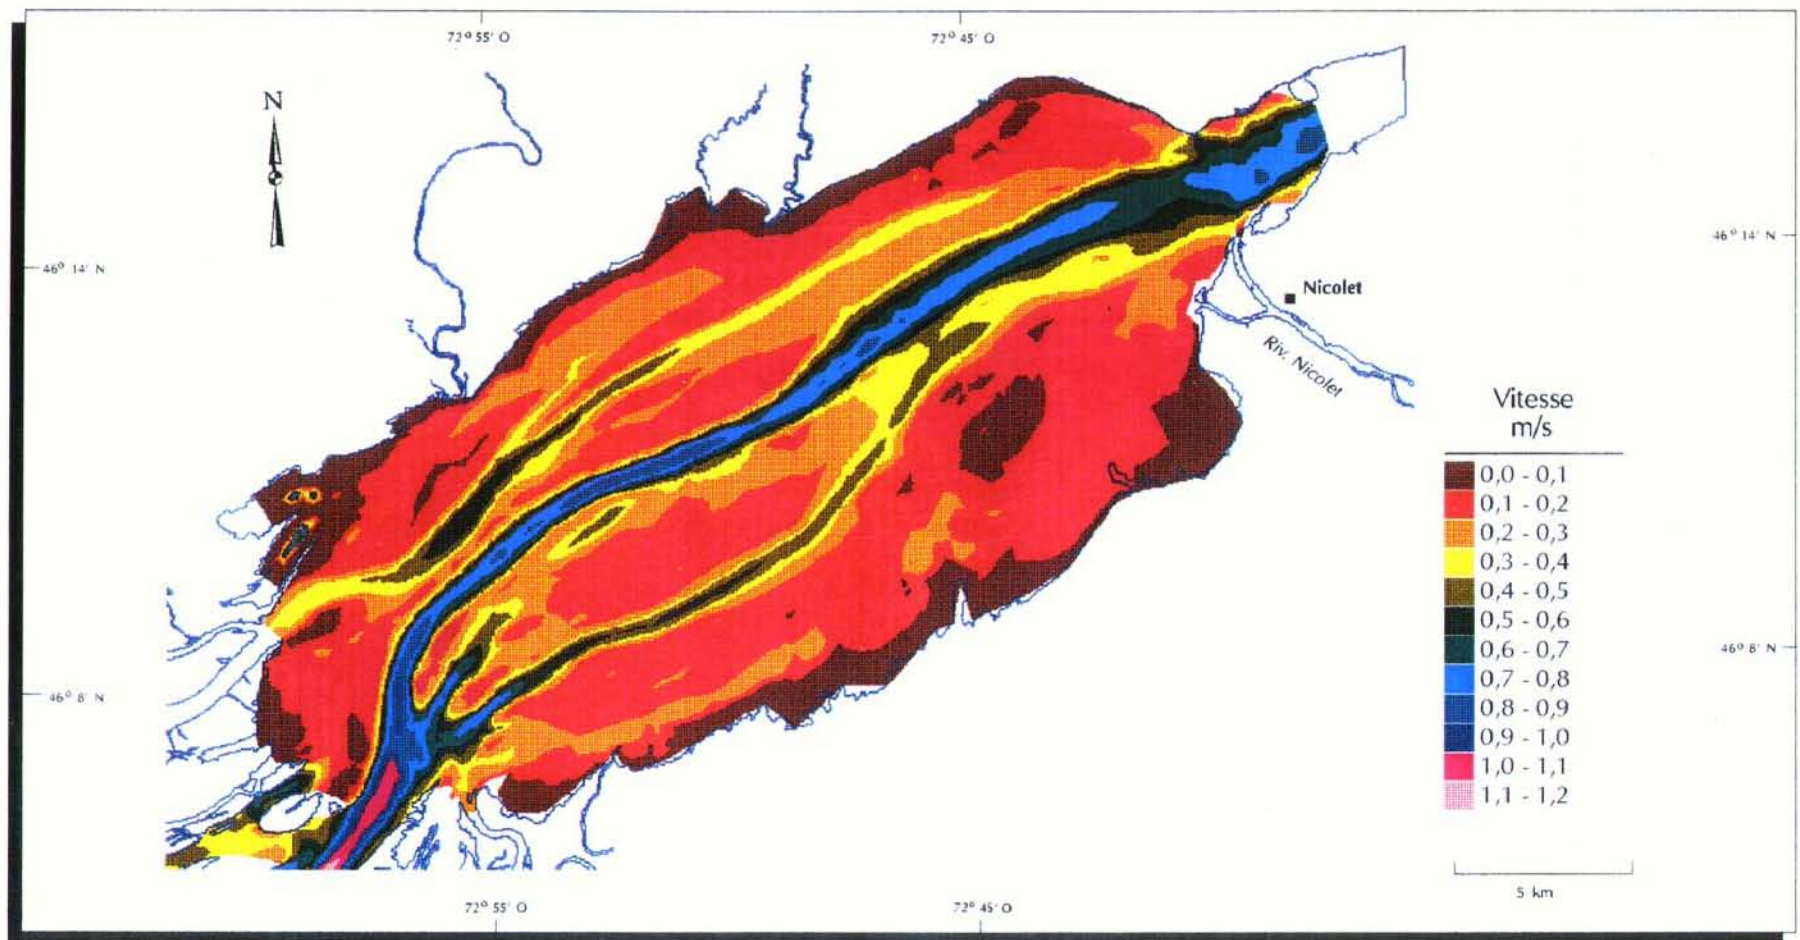 72° 55' O
72° 45' O
N
46° 14' N
46° 14' N
Nicolet
Riv. Nicolet
Vitesse
m/s
0,0 - 0,1
0,1 - 0,2
0,2 - 0,3
0,3 - 0,4
0,4 - 0,5
0,5 - 0,6
0,6 - 0,7
0,7 - 0,8
0,8 - 0,9
0,9 - 1,0
1,0 - 1,1
1,1 - 1,2
46° 8' N
46° 8' N
5 km
72° 55' O
72° 45' O